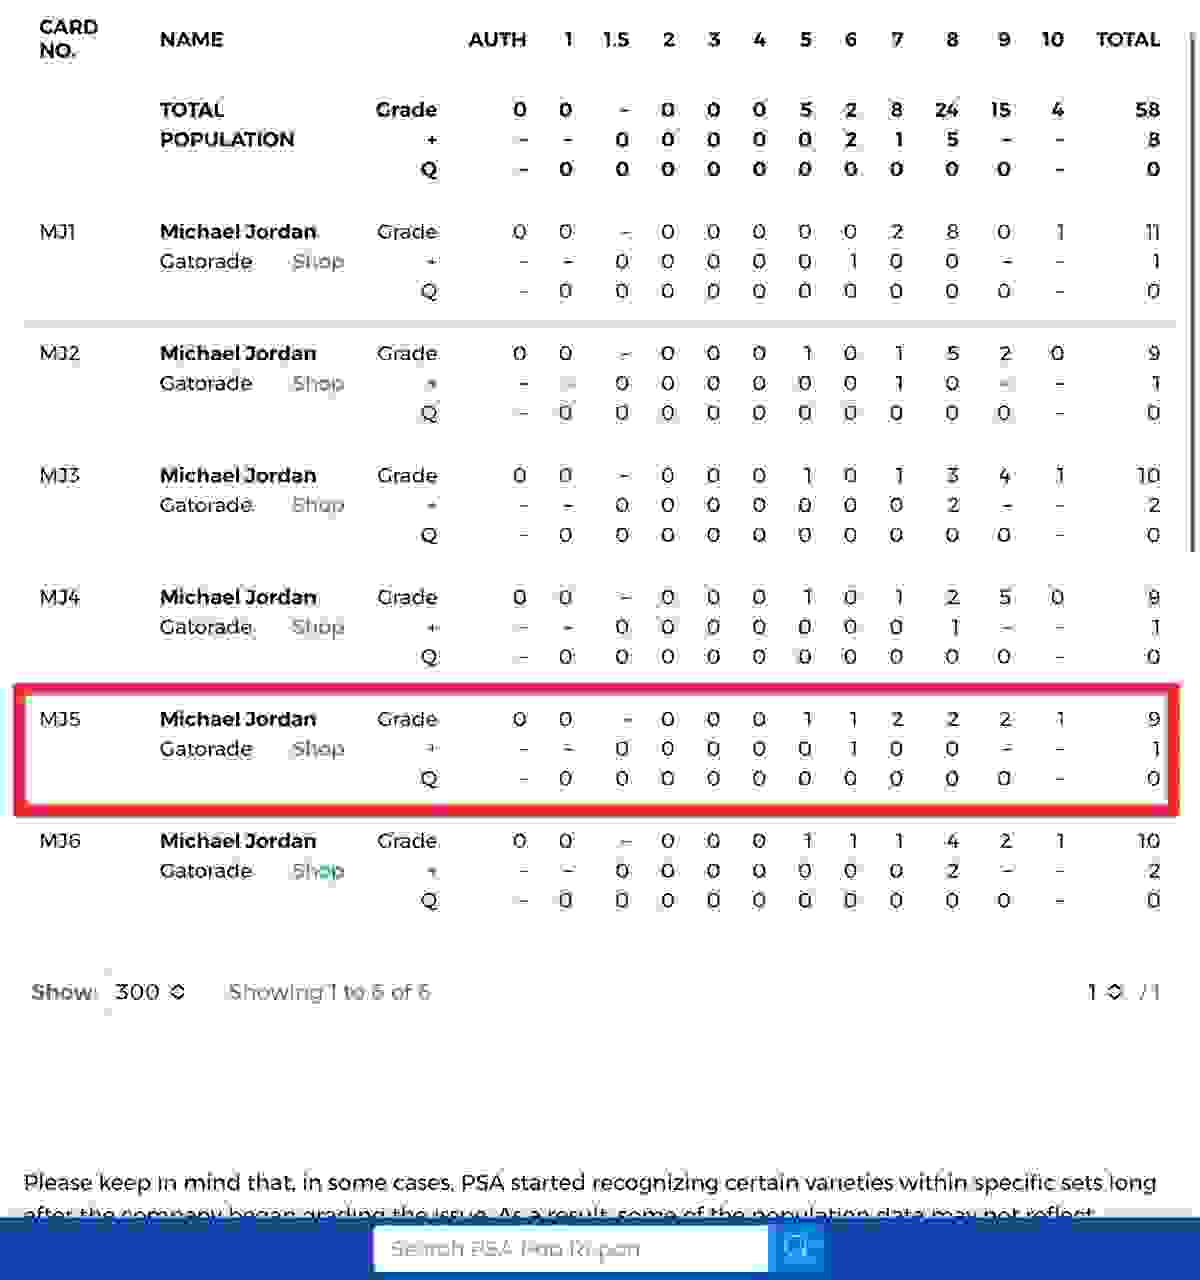 CARD NO. NAME AUTH 1 1.5 2 3 4 5 6 7 8 9 10 TOTAL
TOTAL POPULATION Grade 0 0 - 0 0 0 5 2 8 24 15 4 58
+ - - 0 0 0 0 0 2 1 5 - - 8
Q - 0 0 0 0 0 0 0 0 0 0 - 0
MJ1 Michael Jordan Grade 0 0 - 0 0 0 0 0 2 8 0 1 11
Gatorade Shop + - - 0 0 0 0 0 1 0 0 - - 1
Q - 0 0 0 0 0 0 0 0 0 0 - 0
MJ2 Michael Jordan Grade 0 0 - 0 0 0 1 0 1 5 2 0 9
Gatorade Shop + - - 0 0 0 0 0 0 1 0 - - 1
Q - 0 0 0 0 0 0 0 0 0 0 - 0
MJ3 Michael Jordan Grade 0 0 - 0 0 0 1 0 1 3 4 1 10
Gatorade Shop + - - 0 0 0 0 0 0 0 2 - - 2
Q - 0 0 0 0 0 0 0 0 0 0 - 0
MJ4 Michael Jordan Grade 0 0 - 0 0 0 1 0 1 2 5 0 9
Gatorade Shop + - - 0 0 0 0 0 0 0 1 - - 1
Q - 0 0 0 0 0 0 0 0 0 0 - 0
MJ5 Michael Jordan Grade 0 0 - 0 0 0 1 1 2 2 2 1 9
Gatorade Shop + - - 0 0 0 0 0 1 0 0 - - 1
Q - 0 0 0 0 0 0 0 0 0 0 - 0
MJ6 Michael Jordan Grade 0 0 - 0 0 0 1 1 1 4 2 1 10
Gatorade Shop + - - 0 0 0 0 0 0 0 2 - - 2
Q - 0 0 0 0 0 0 0 0 0 0 - 0
Show: 300 Showing 1 to 6 of 6 1 / 1
Please keep in mind that, in some cases, PSA started recognizing certain varieties within specific sets long
after the company began grading the issue. As a result, some of the population data may not reflect
Search PSA Pop Report